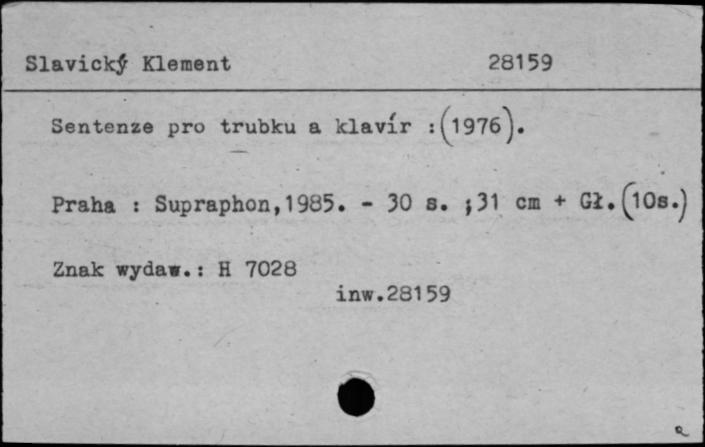 Slavický Klement 28159
Sentenze pro trubku a klavír :(1976).
Praha : Supraphon,1985. - 30 s. ;31 cm + Gł.(10s.)
Znak wydaw.: H 7028
inw.28159